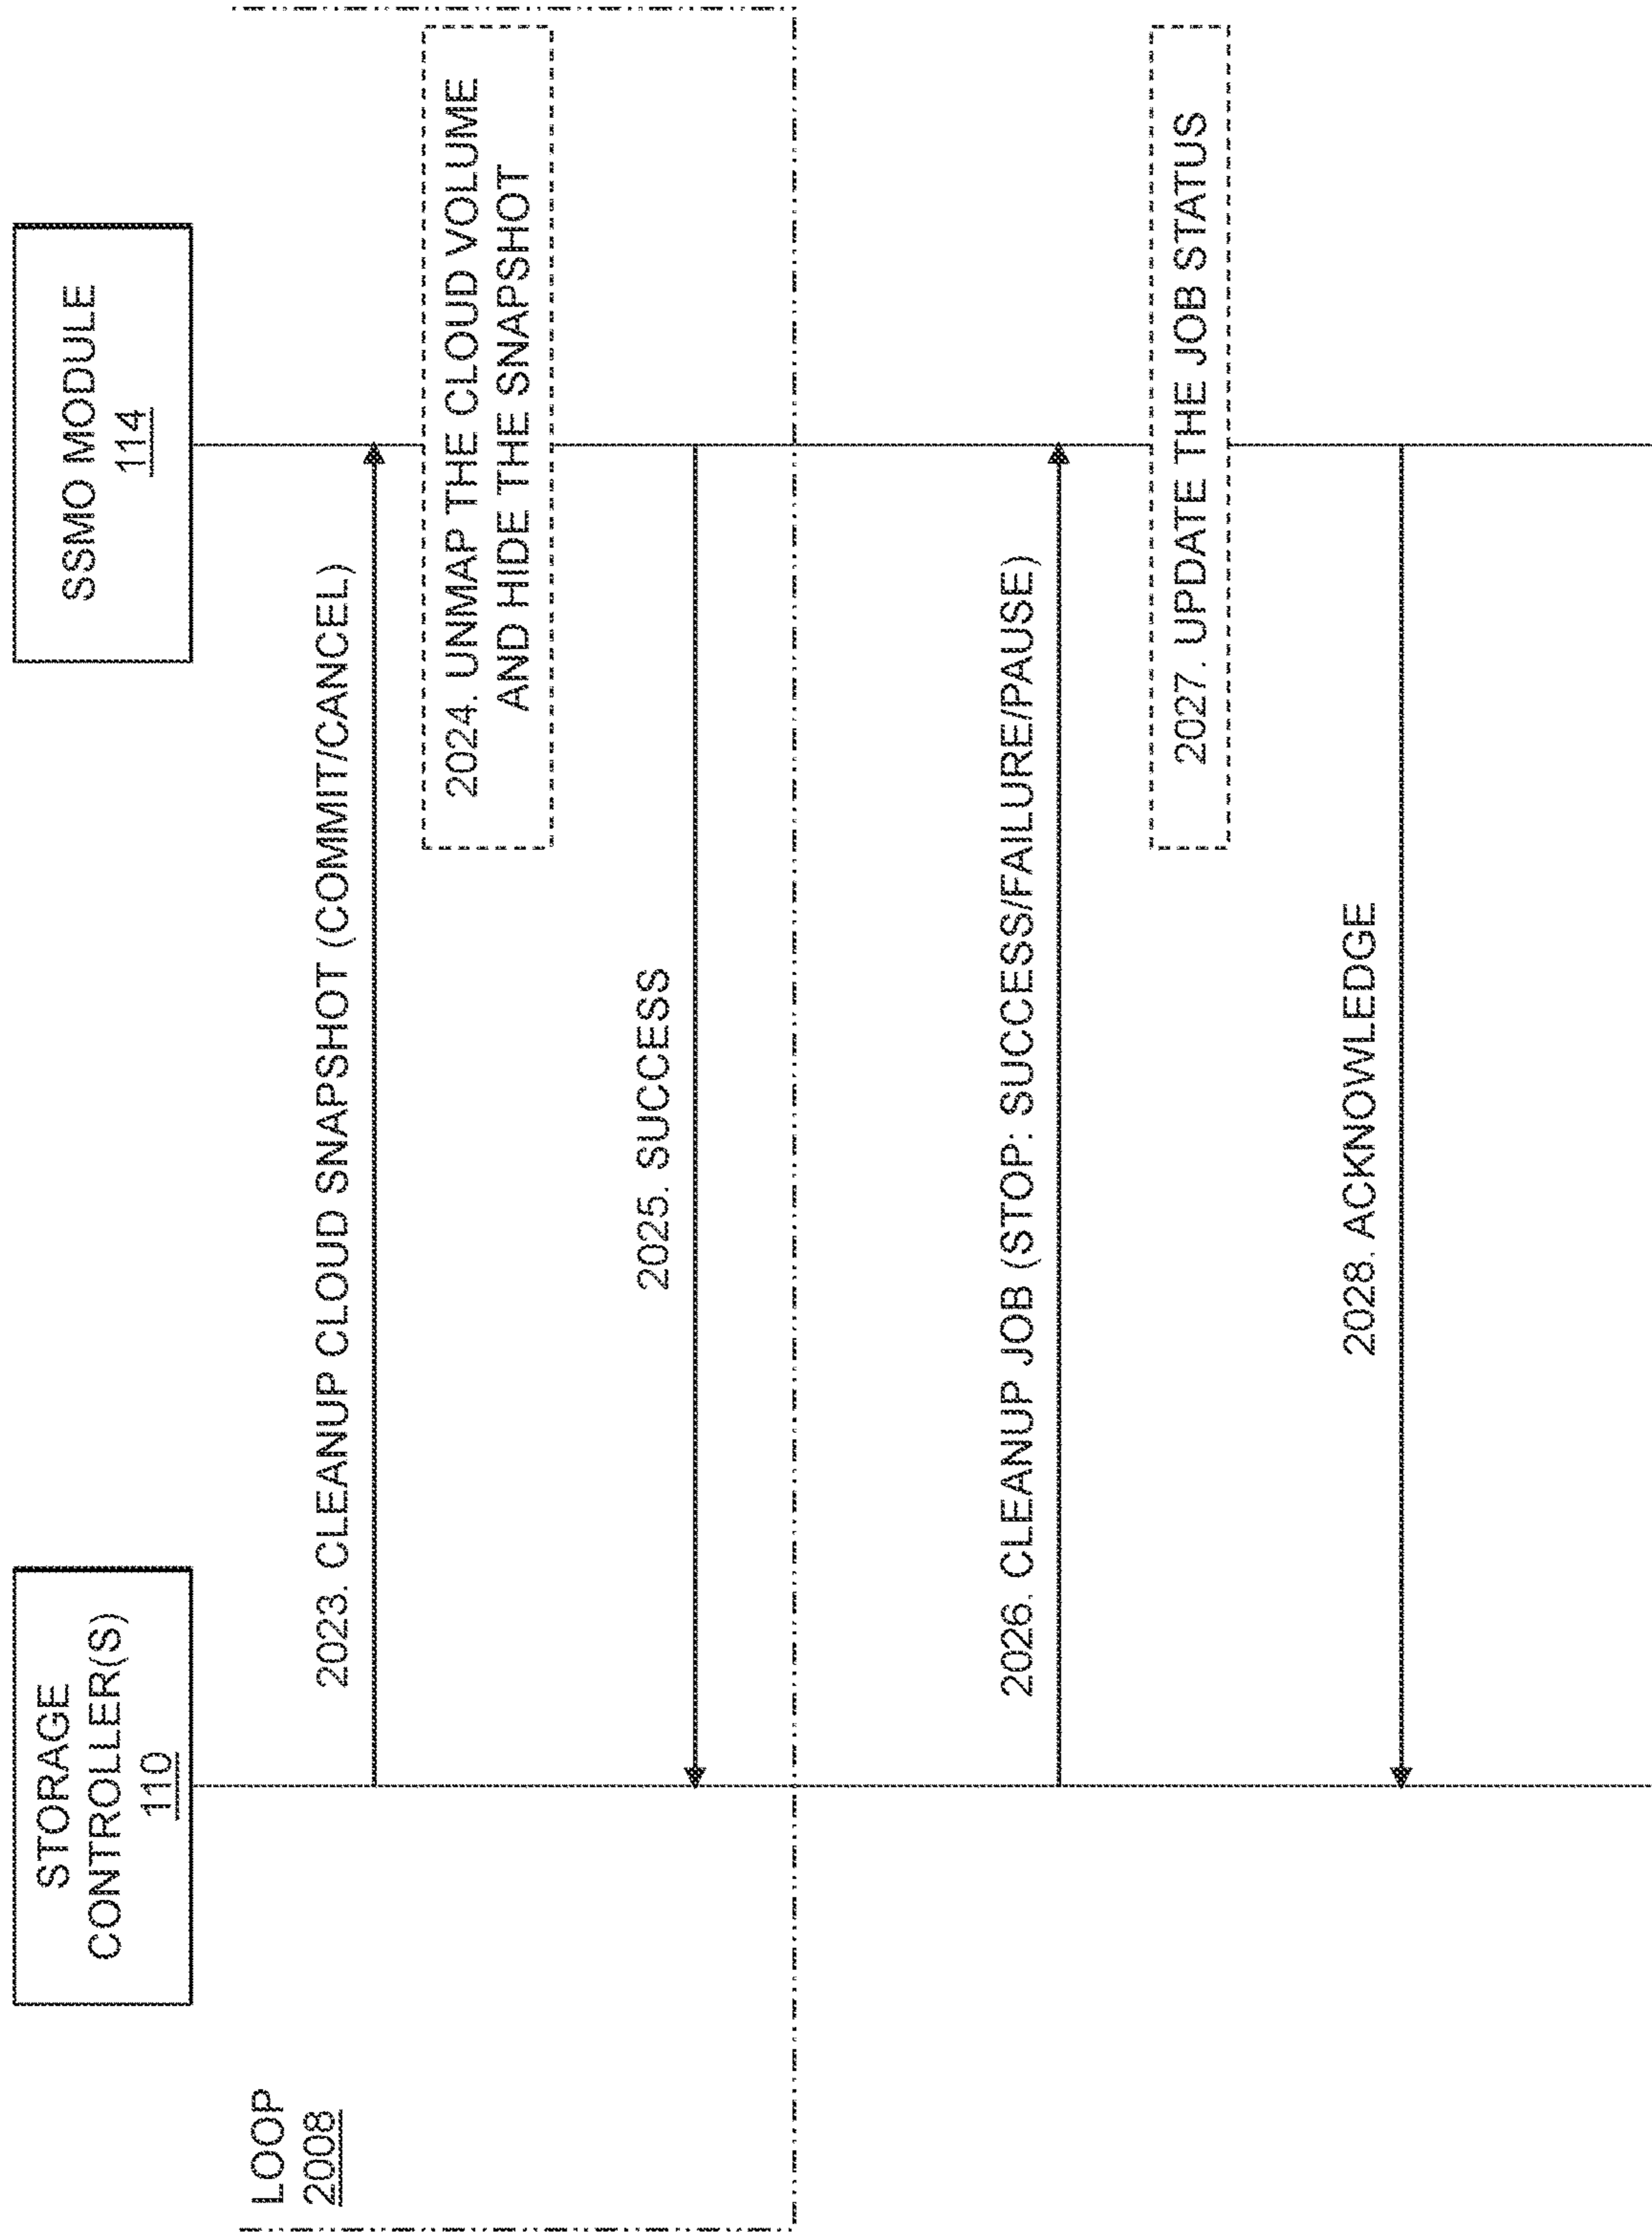 STORAGE
CONTROLLER(S)
110
SSMO MODULE
114
LOOP
2008
2023. CLEANUP CLOUD SNAPSHOT (COMMIT/CANCEL)
2024. UNMAP THE CLOUD VOLUME
AND HIDE THE SNAPSHOT
2025. SUCCESS
2026. CLEANUP JOB (STOP: SUCCESS/FAILURE/PAUSE)
2027. UPDATE THE JOB STATUS
2028. ACKNOWLEDGE